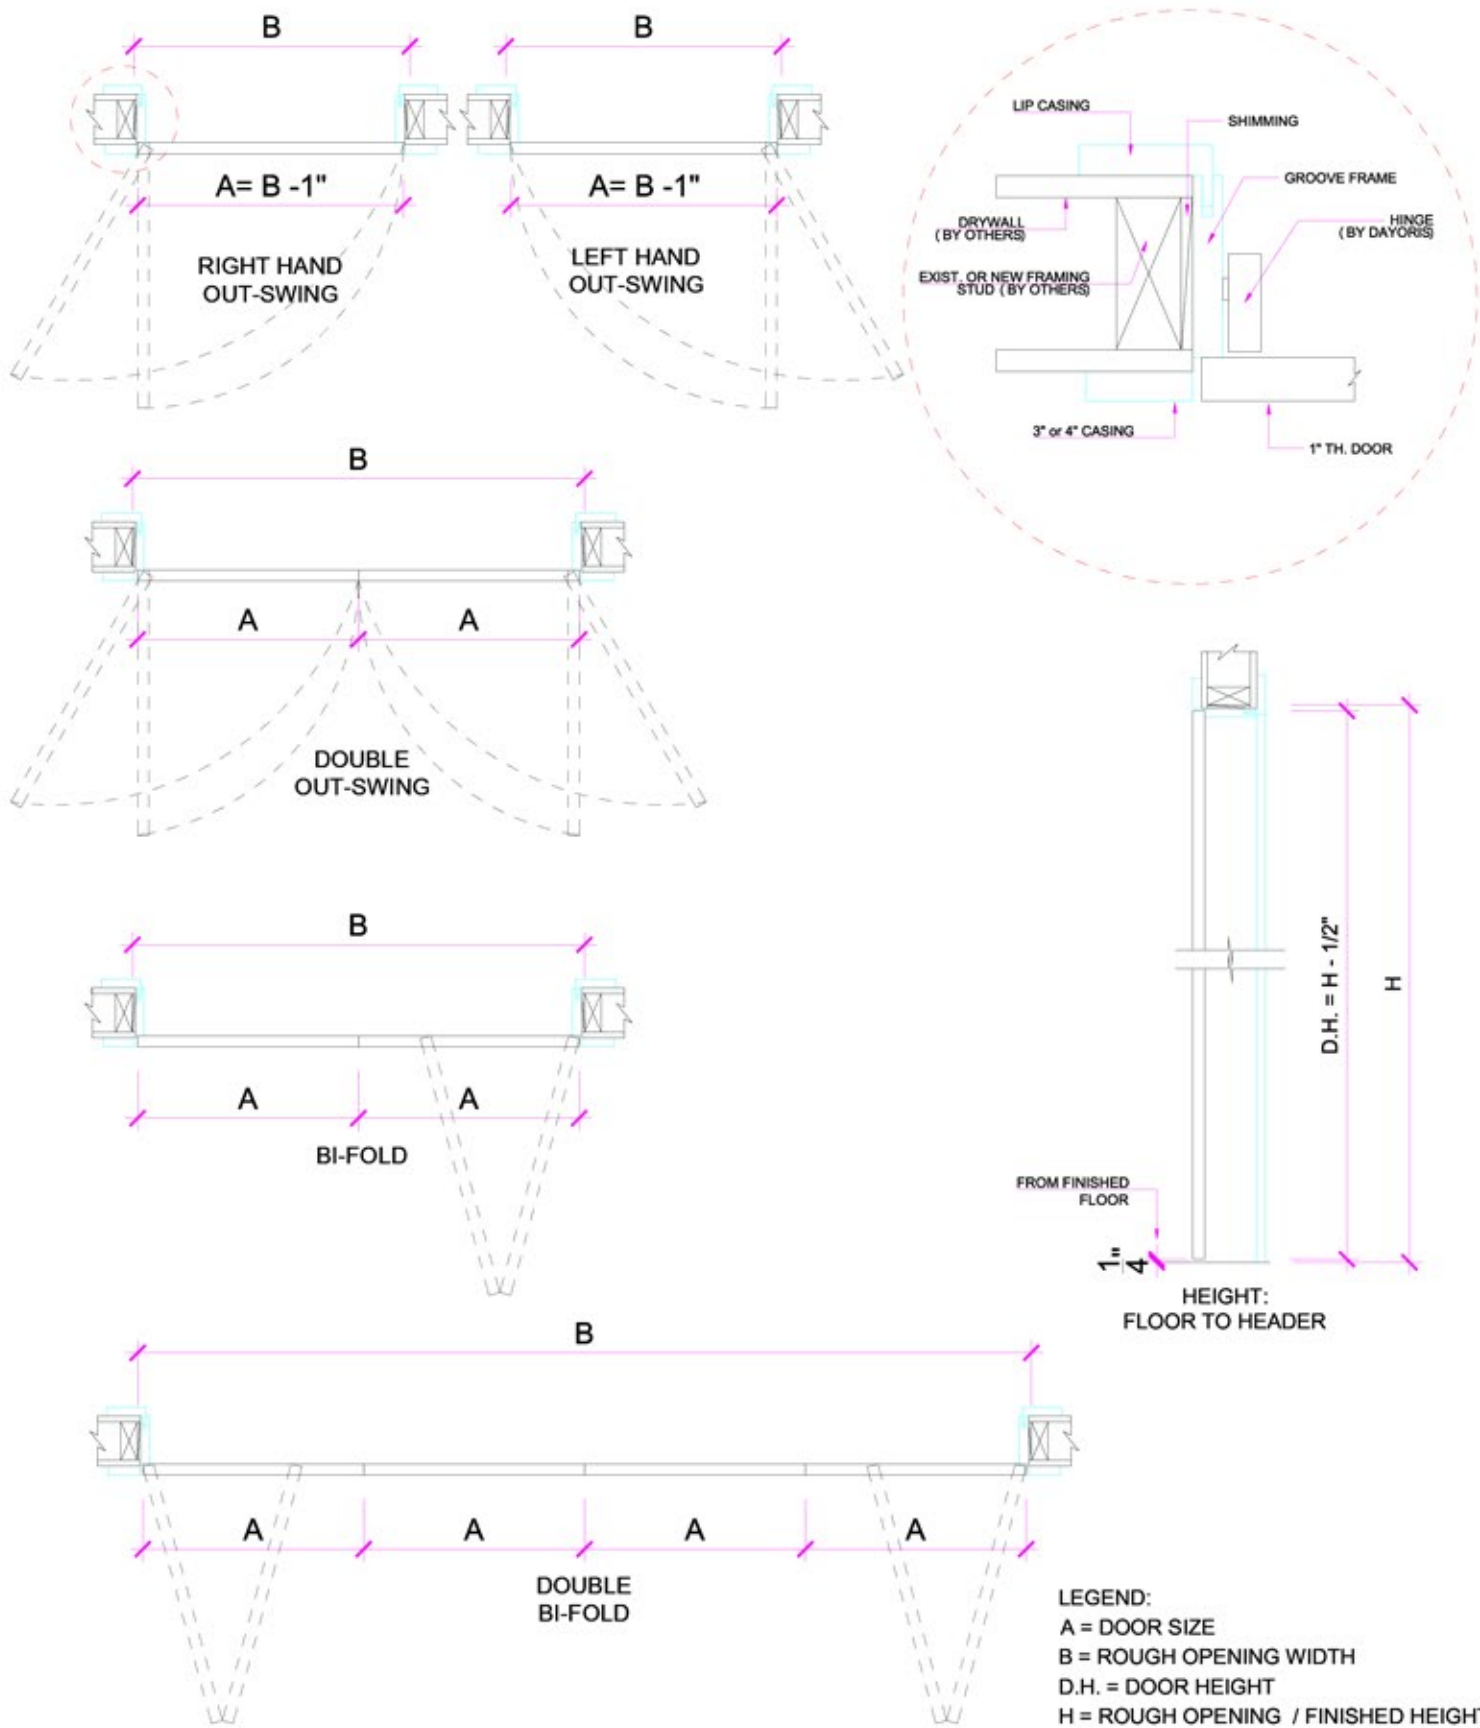 B
B
A= B -1"
A= B -1"
RIGHT HAND
OUT-SWING
LEFT HAND
OUT-SWING
LIP CASING
SHIMMING
GROOVE FRAME
DRYWALL
( BY OTHERS)
HINGE
( BY DAYORIS)
EXIST. OR NEW FRAMING
STUD ( BY OTHERS)
3" or 4" CASING
1" TH. DOOR
B
A
A
DOUBLE
OUT-SWING
B
A
A
BI-FOLD
D.H. = H - 1/2"
H
FROM FINISHED
FLOOR
1"
4
HEIGHT:
FLOOR TO HEADER
B
A
A
A
A
DOUBLE
BI-FOLD
LEGEND:
A = DOOR SIZE
B = ROUGH OPENING WIDTH
D.H. = DOOR HEIGHT
H = ROUGH OPENING / FINISHED HEIGHT